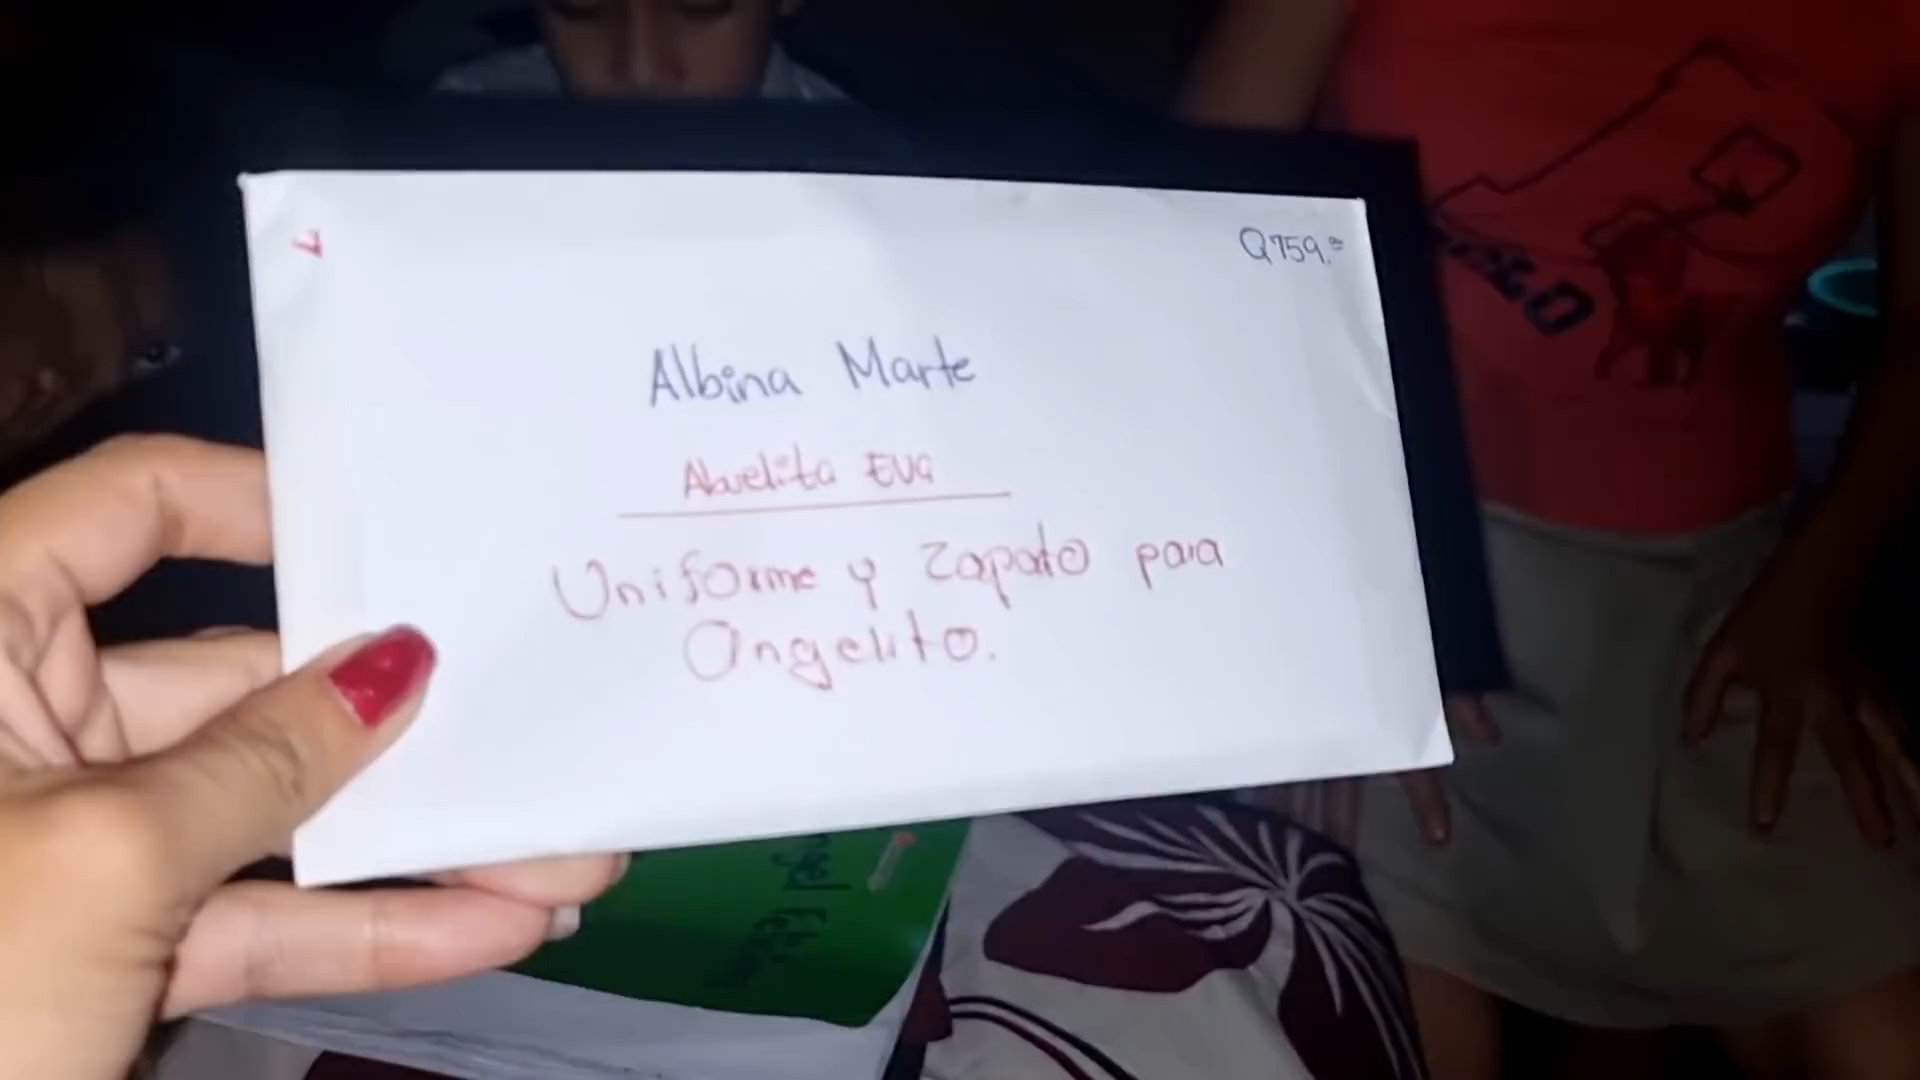 Q759.00
Albina Marte
Abuelita EVA
Uniforme y zapato para
Angelito.